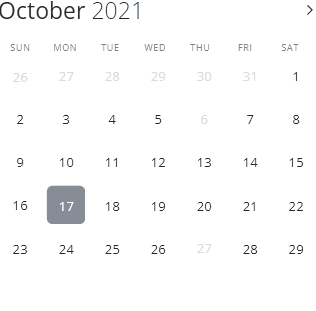 October 2021
SUN MON TUE WED THU FRI SAT
26 27 28 29 30 31 1
2 3 4 5 6 7 8
9 10 11 12 13 14 15
16 17 18 19 20 21 22
23 24 25 26 27 28 29